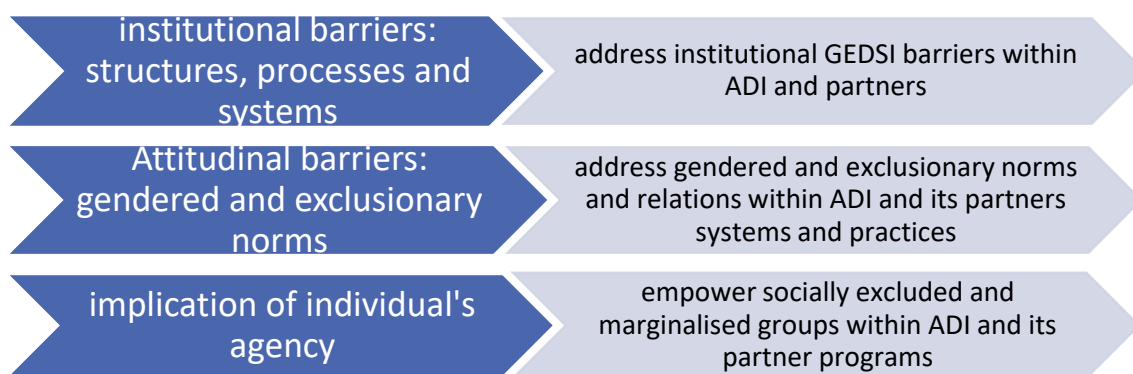 institutional barriers:
structures, processes and
systems
address institutional GEDSI barriers within
ADI and partners
Attitudinal barriers:
gendered and exclusionary
norms
address gendered and exclusionary norms
and relations within ADI and its partners
systems and practices
implication of individual's
agency
empower socially excluded and
marginalised groups within ADI and its
partner programs